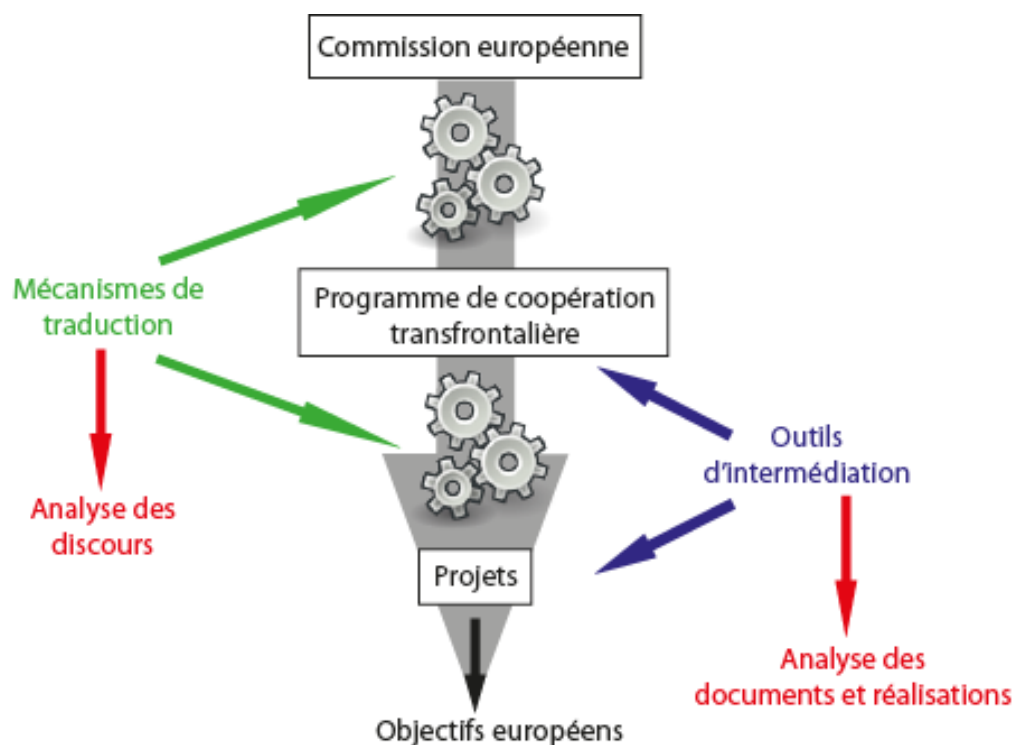 Commission européenne
Mécanismes de
traduction
Programme de coopération
transfrontalière
Outils
d'intermédiation
Analyse des
discours
Projets
Analyse des
documents et réalisations
Objectifs européens